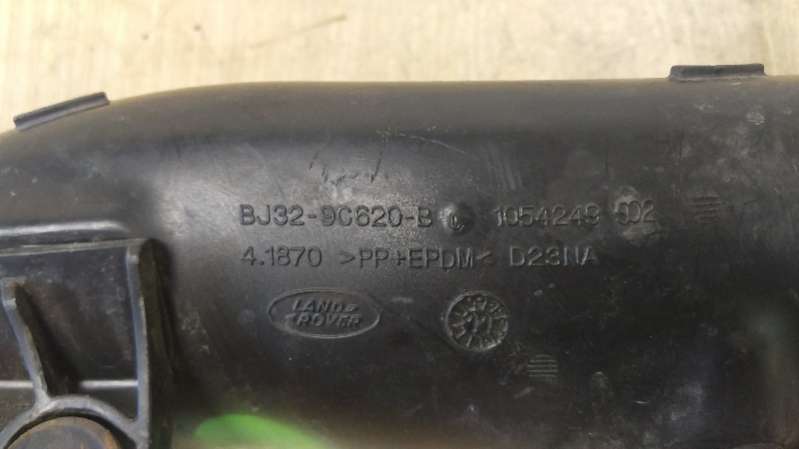 BJ32-9C620-B 1054249 002
4.1870 >PP+EPDM< D23NA
LAND
ROVER